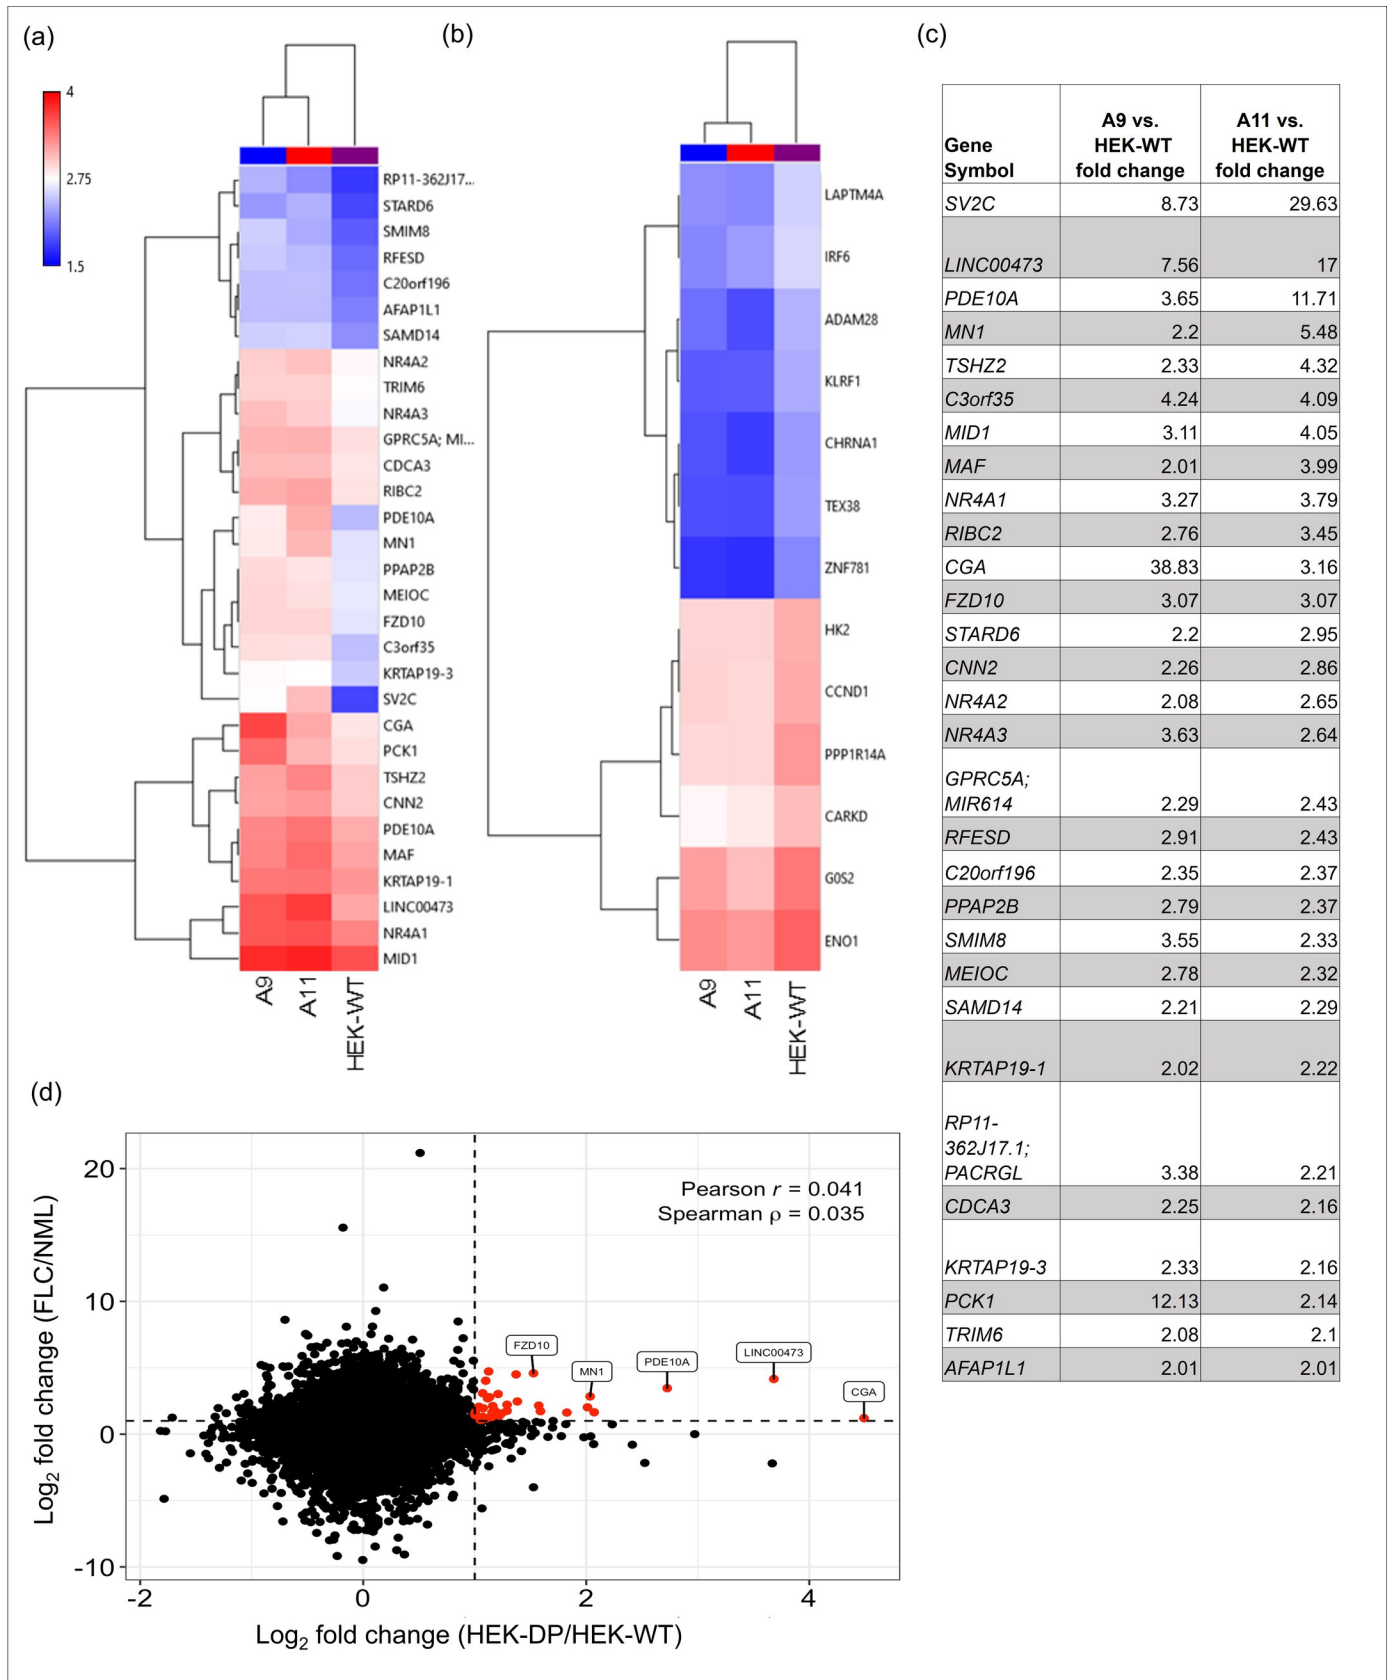 (a)
4
2.75
1.5
RP11-362J17...
STARD6
SMIM8
RFESD
C20orf196
AFAP1L1
SAMD14
NR4A2
TRIM6
NR4A3
GPRC5A; MI...
CDCA3
RIBC2
PDE10A
MN1
PPAP2B
MEIOC
FZD10
C3orf35
KRTAP19-3
SV2C
CGA
PCK1
TSHZ2
CNN2
PDE10A
MAF
KRTAP19-1
LINC00473
NR4A1
MID1
A9
A11
HEK-WT
(b)
LAPTM4A
IRF6
ADAM28
KLRF1
CHRNA1
TEX38
ZNF781
HK2
CCND1
PPP1R14A
CARKD
G0S2
ENO1
A9
A11
HEK-WT
(c)
Gene Symbol A9 vs. HEK-WT fold change A11 vs. HEK-WT fold change
SV2C 8.73 29.63
LINC00473 7.56 17
PDE10A 3.65 11.71
MN1 2.2 5.48
TSHZ2 2.33 4.32
C3orf35 4.24 4.09
MID1 3.11 4.05
MAF 2.01 3.99
NR4A1 3.27 3.79
RIBC2 2.76 3.45
CGA 38.83 3.16
FZD10 3.07 3.07
STARD6 2.2 2.95
CNN2 2.26 2.86
NR4A2 2.08 2.65
NR4A3 3.63 2.64
GPRC5A;
MIR614 2.29 2.43
RFESD 2.91 2.43
C20orf196 2.35 2.37
PPAP2B 2.79 2.37
SMIM8 3.55 2.33
MEIOC 2.78 2.32
SAMD14 2.21 2.29
KRTAP19-1 2.02 2.22
RP11-
362J17.1;
PACRGL 3.38 2.21
CDCA3 2.25 2.16
KRTAP19-3 2.33 2.16
PCK1 12.13 2.14
TRIM6 2.08 2.1
AFAP1L1 2.01 2.01
(d)
Pearson r = 0.041
Spearman ρ = 0.035
FZD10
MN1
PDE10A
LINC00473
CGA
20
10
0
-10
-2
0
2
4
Log2 fold change (FLC/NML)
Log2 fold change (HEK-DP/HEK-WT)